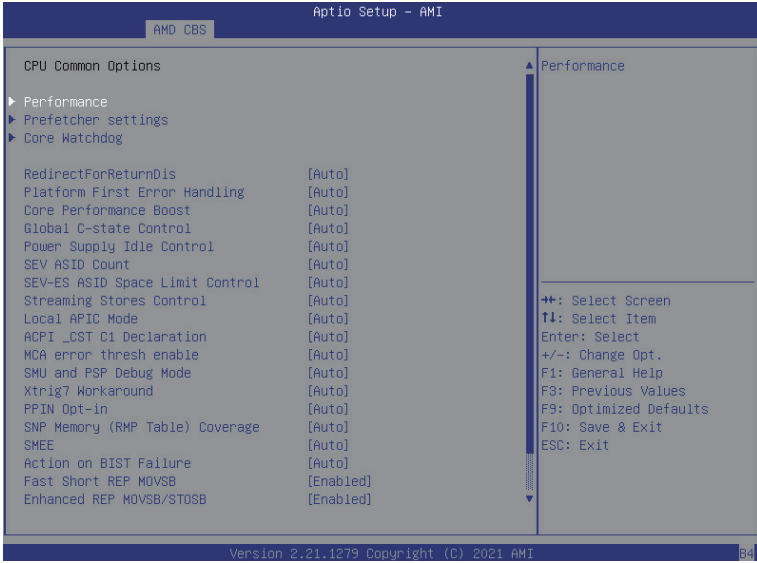 Aptio Setup – AMI
AMD CBS
CPU Common Options
Performance
Prefetcher settings
Core Watchdog
RedirectForReturnDis [Auto]
Platform First Error Handling [Auto]
Core Performance Boost [Auto]
Global C-state Control [Auto]
Power Supply Idle Control [Auto]
SEV ASID Count [Auto]
SEV-ES ASID Space Limit Control [Auto]
Streaming Stores Control [Auto]
Local APIC Mode [Auto]
ACPI _CST C1 Declaration [Auto]
MCA error thresh enable [Auto]
SMU and PSP Debug Mode [Auto]
Xtrig7 Workaround [Auto]
PPIN Opt-in [Auto]
SNP Memory (RMP Table) Coverage [Auto]
SMEE [Auto]
Action on BIST Failure [Auto]
Fast Short REP MOVSB [Enabled]
Enhanced REP MOVSB/STOSB [Enabled]
Performance
→←: Select Screen
↑↓: Select Item
Enter: Select
+/-: Change Opt.
F1: General Help
F3: Previous Values
F9: Optimized Defaults
F10: Save & Exit
ESC: Exit
Version 2.21.1279 Copyright (C) 2021 AMI
B4